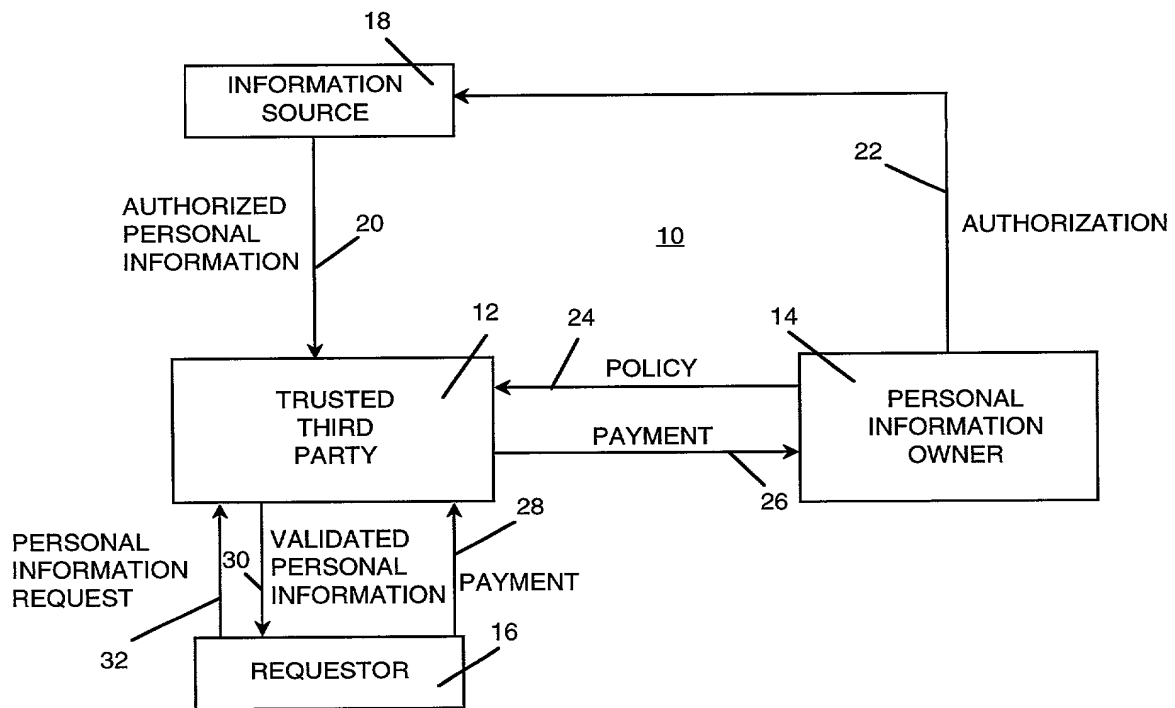 18
INFORMATION
SOURCE
22
AUTHORIZED
PERSONAL
INFORMATION
20
10
AUTHORIZATION
12
24
14
POLICY
TRUSTED
THIRD
PARTY
PERSONAL
INFORMATION
OWNER
PAYMENT
26
28
PERSONAL
INFORMATION
REQUEST
30
VALIDATED
PERSONAL
INFORMATION
PAYMENT
32
16
REQUESTOR